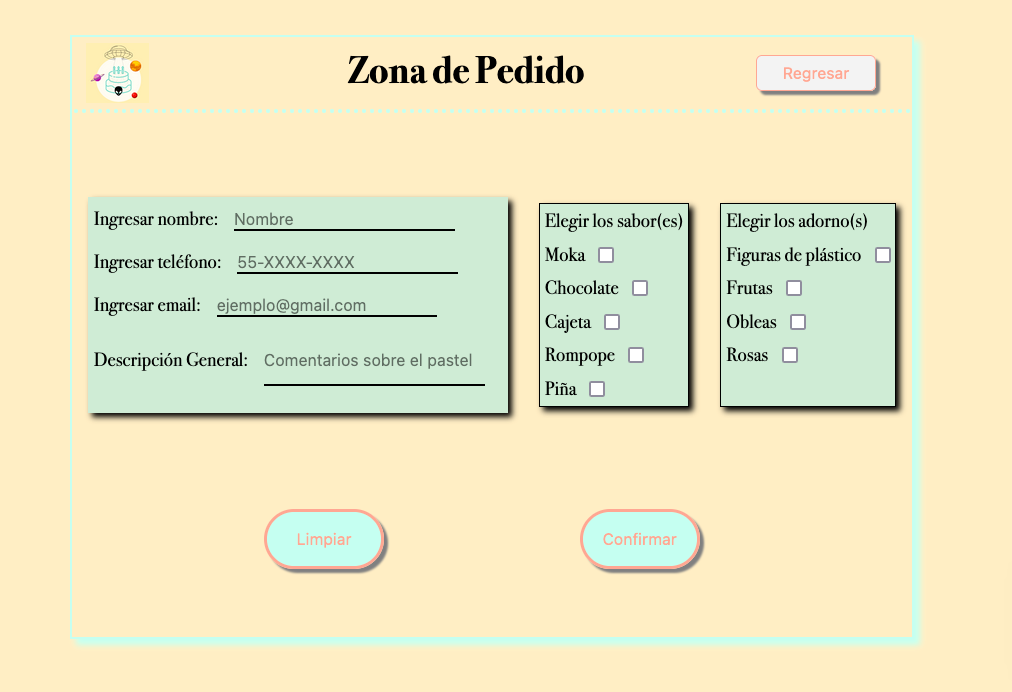 Zona de Pedido
Regresar
Ingresar nombre: Nombre
Ingresar teléfono: 55-XXXX-XXXX
Ingresar email: ejemplo@gmail.com
Descripción General: Comentarios sobre el pastel
Elegir los sabor(es)
Moka
Chocolate
Cajeta
Rompope
Piña
Elegir los adorno(s)
Figuras de plástico
Frutas
Obleas
Rosas
Limpiar
Confirmar